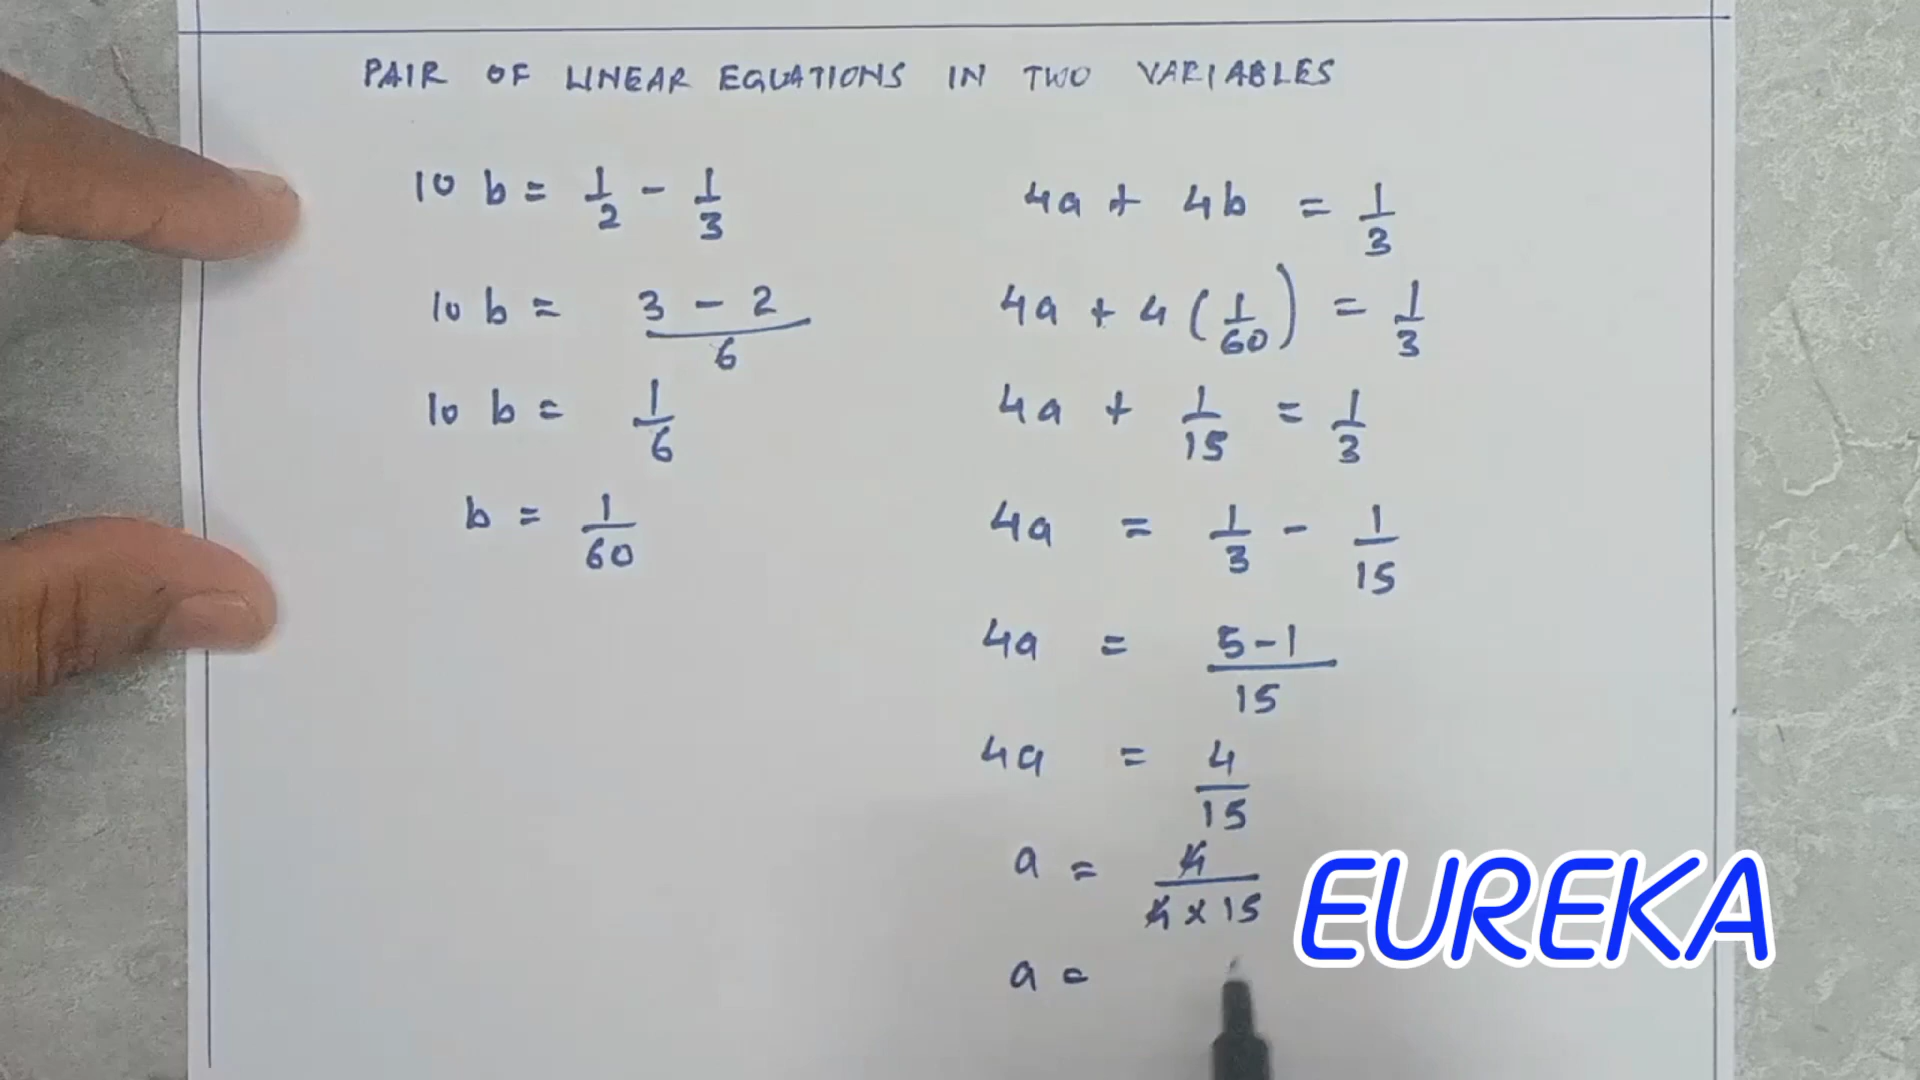 PAIR OF LINEAR EQUATIONS IN TWO VARIABLES
10 b = 1/2 - 1/3
10 b = 3 - 2 / 6
10 b = 1/6
b = 1/60
4a + 4b = 1/3
4a + 4 (1/60) = 1/3
4a + 1/15 = 1/3
4a = 1/3 - 1/15
4a = 5-1 / 15
4a = 4/15
a = 4 / 4 x 15
a =
EUREKA